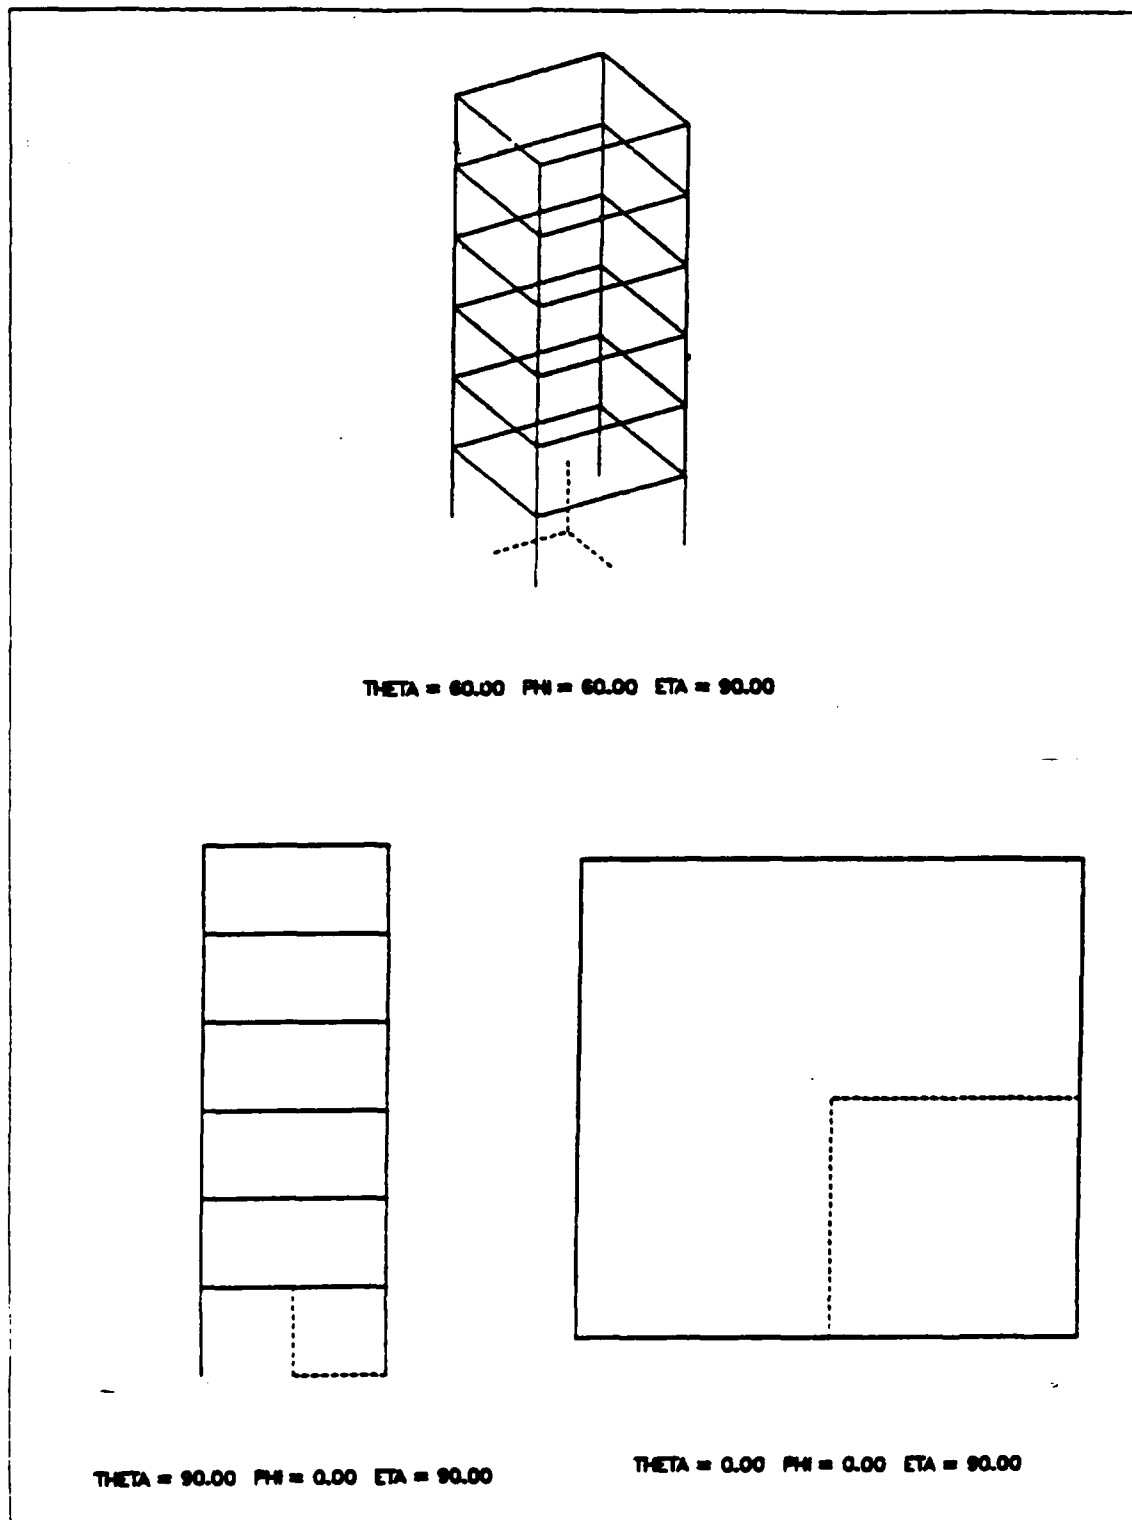 THETA = 60.00 PHI = 60.00 ETA = 90.00
THETA = 90.00 PHI = 0.00 ETA = 90.00
THETA = 0.00 PHI = 0.00 ETA = 90.00